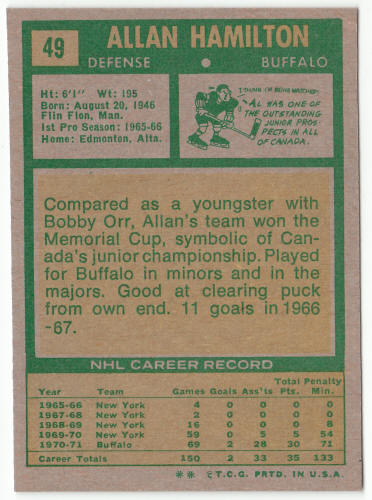 49
ALLAN HAMILTON
DEFENSE
BUFFALO
Ht: 6'1" Wt: 195
Born: August 20, 1946
Flin Flon, Man.
1st Pro Season: 1965-66
Home: Edmonton, Alta.
AL WAS ONE OF
THE OUTSTANDING
JUNIOR PROS-
PECTS IN ALL
OF CANADA.
Compared as a youngster with
Bobby Orr, Allan's team won the
Memorial Cup, symbolic of Can-
ada's junior championship. Played
for Buffalo in minors and in
the majors. Good at clearing puck
from own end. 11 goals in 1966
-67.
NHL CAREER RECORD
Total Penalty
Year Team Games Goals Ass'ts Pts. Min.
1965-66 New York 4 0 0 0 0
1967-68 New York 2 0 0 0 0
1968-69 New York 16 0 0 0 8
1969-70 New York 59 0 5 5 54
1970-71 Buffalo 69 2 28 30 71
Career Totals 150 2 33 35 133
** © T.C.G. PRTD. IN U.S.A.